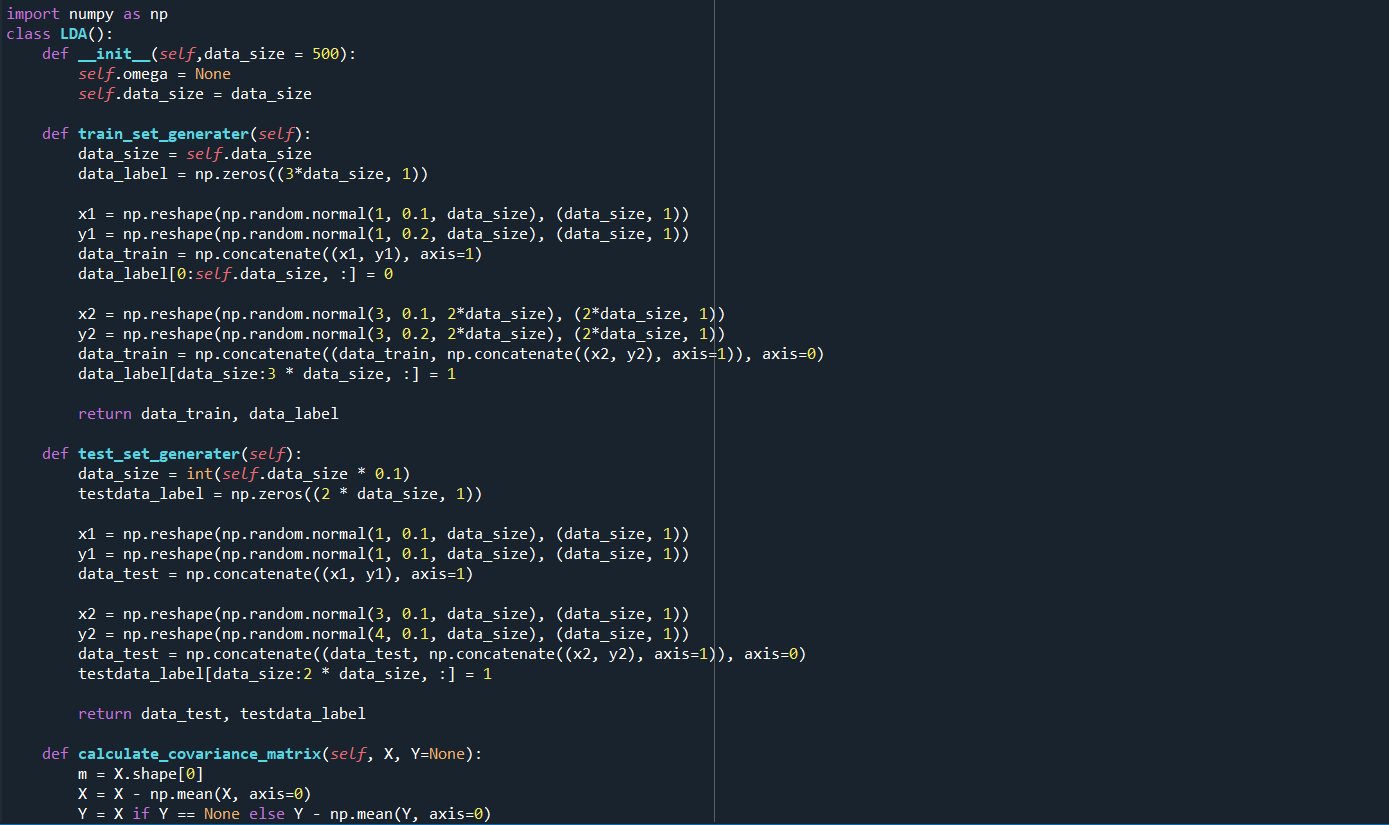 import numpy as np
class LDA():
    def __init__(self,data_size = 500):
        self.omega = None
        self.data_size = data_size

    def train_set_generater(self):
        data_size = self.data_size
        data_label = np.zeros((3*data_size, 1))

        x1 = np.reshape(np.random.normal(1, 0.1, data_size), (data_size, 1))
        y1 = np.reshape(np.random.normal(1, 0.2, data_size), (data_size, 1))
        data_train = np.concatenate((x1, y1), axis=1)
        data_label[0:self.data_size, :] = 0

        x2 = np.reshape(np.random.normal(3, 0.1, 2*data_size), (2*data_size, 1))
        y2 = np.reshape(np.random.normal(3, 0.2, 2*data_size), (2*data_size, 1))
        data_train = np.concatenate((data_train, np.concatenate((x2, y2), axis=1)), axis=0)
        data_label[data_size:3 * data_size, :] = 1

        return data_train, data_label

    def test_set_generater(self):
        data_size = int(self.data_size * 0.1)
        testdata_label = np.zeros((2 * data_size, 1))

        x1 = np.reshape(np.random.normal(1, 0.1, data_size), (data_size, 1))
        y1 = np.reshape(np.random.normal(1, 0.1, data_size), (data_size, 1))
        data_test = np.concatenate((x1, y1), axis=1)

        x2 = np.reshape(np.random.normal(3, 0.1, data_size), (data_size, 1))
        y2 = np.reshape(np.random.normal(4, 0.1, data_size), (data_size, 1))
        data_test = np.concatenate((data_test, np.concatenate((x2, y2), axis=1)), axis=0)
        testdata_label[data_size:2 * data_size, :] = 1

        return data_test, testdata_label

    def calculate_covariance_matrix(self, X, Y=None):
        m = X.shape[0]
        X = X - np.mean(X, axis=0)
        Y = X if Y == None else Y - np.mean(Y, axis=0)